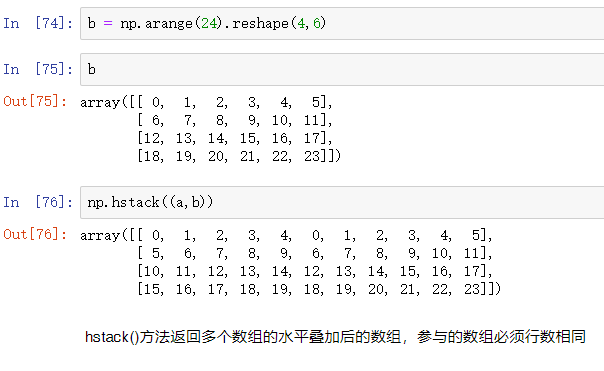 In [74]: b = np.arange(24).reshape(4,6)
In [75]: b
Out[75]: array([[ 0,  1,  2,  3,  4,  5],
[ 6,  7,  8,  9, 10, 11],
[12, 13, 14, 15, 16, 17],
[18, 19, 20, 21, 22, 23]])
In [76]: np.hstack((a,b))
Out[76]: array([[ 0,  1,  2,  3,  4,  0,  1,  2,  3,  4,  5],
[ 5,  6,  7,  8,  9,  6,  7,  8,  9, 10, 11],
[10, 11, 12, 13, 14, 12, 13, 14, 15, 16, 17],
[15, 16, 17, 18, 19, 18, 19, 20, 21, 22, 23]])
hstack()方法返回多个数组的水平叠加后的数组，参与的数组必须行数相同